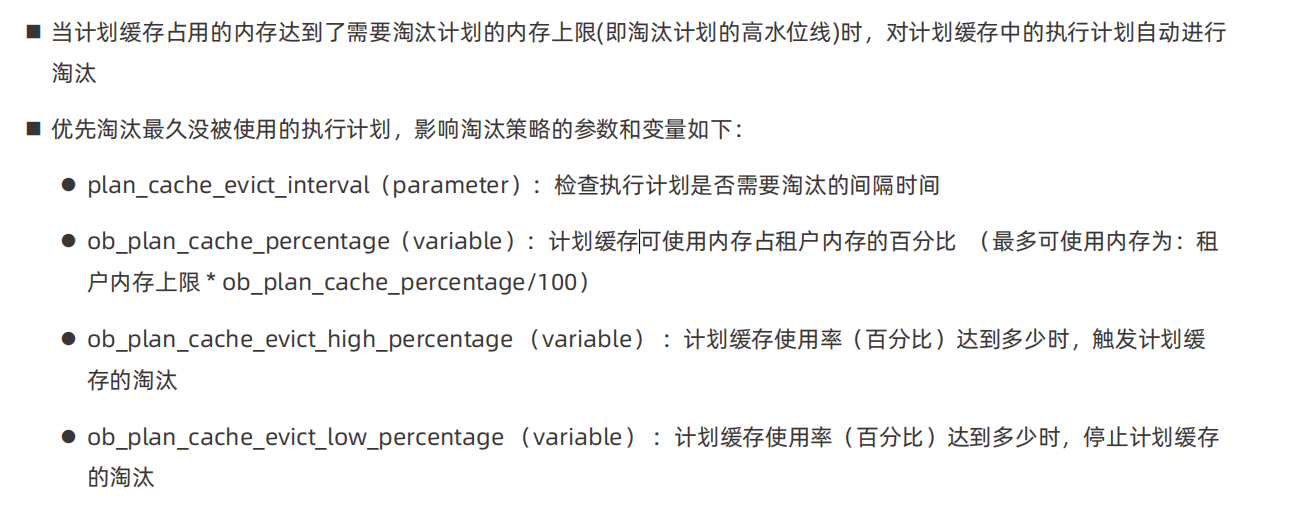 ■ 当计划缓存占用的内存达到了需要淘汰计划的内存上限(即淘汰计划的高水位线)时，对计划缓存中的执行计划自动进行
淘汰
■ 优先淘汰最久没被使用的执行计划，影响淘汰策略的参数和变量如下：
● plan_cache_evict_interval（parameter）：检查执行计划是否需要淘汰的间隔时间
● ob_plan_cache_percentage（variable）：计划缓存可使用内存占租户内存的百分比 （最多可使用内存为：租
户内存上限 * ob_plan_cache_percentage/100）
● ob_plan_cache_evict_high_percentage （variable） ：计划缓存使用率（百分比）达到多少时，触发计划缓
存的淘汰
● ob_plan_cache_evict_low_percentage （variable） ：计划缓存使用率（百分比）达到多少时，停止计划缓存
的淘汰